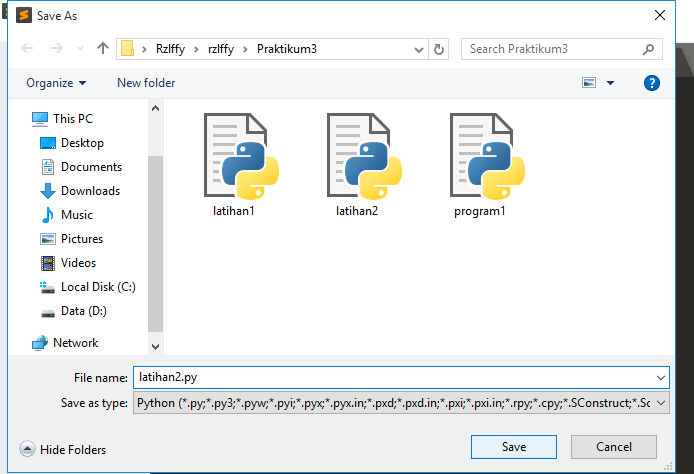 Save As
Rzlffy
rzlffy
Praktikum3
Search Praktikum3
Organize
New folder
?
This PC
Desktop
Documents
Downloads
Music
Pictures
Videos
Local Disk (C:)
Data (D:)
Network
latihan1
latihan2
program1
File name: latihan2.py
Save as type: Python (*.py;*.py3;*.pyw;*.pyi;*.pyx;*.pyx.in;*.pxd;*.pxd.in;*.pxi;*.pxi.in;*.rpy;*.cpy;*.SConstruct;*.Sc
Hide Folders
Save
Cancel